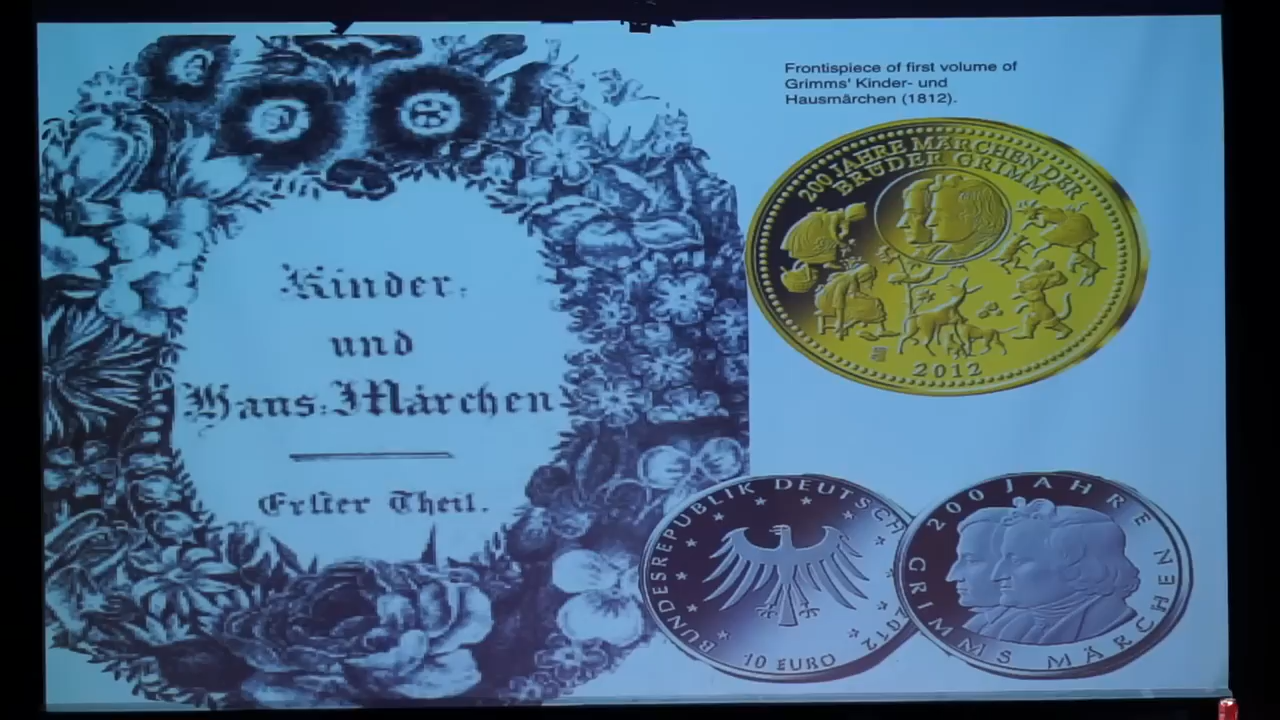 Frontispiece of first volume of
Grimms' Kinder- und
Hausmärchen (1812).
Kinder-
und
Haus-Märchen
Erster Theil.
200 JAHRE MÄRCHEN DER
BRÜDER GRIMM
2012
BUNDESREPUBLIK DEUTSCH
2012
10 EURO
200 JAHRE
GRIMMS MÄRCHEN